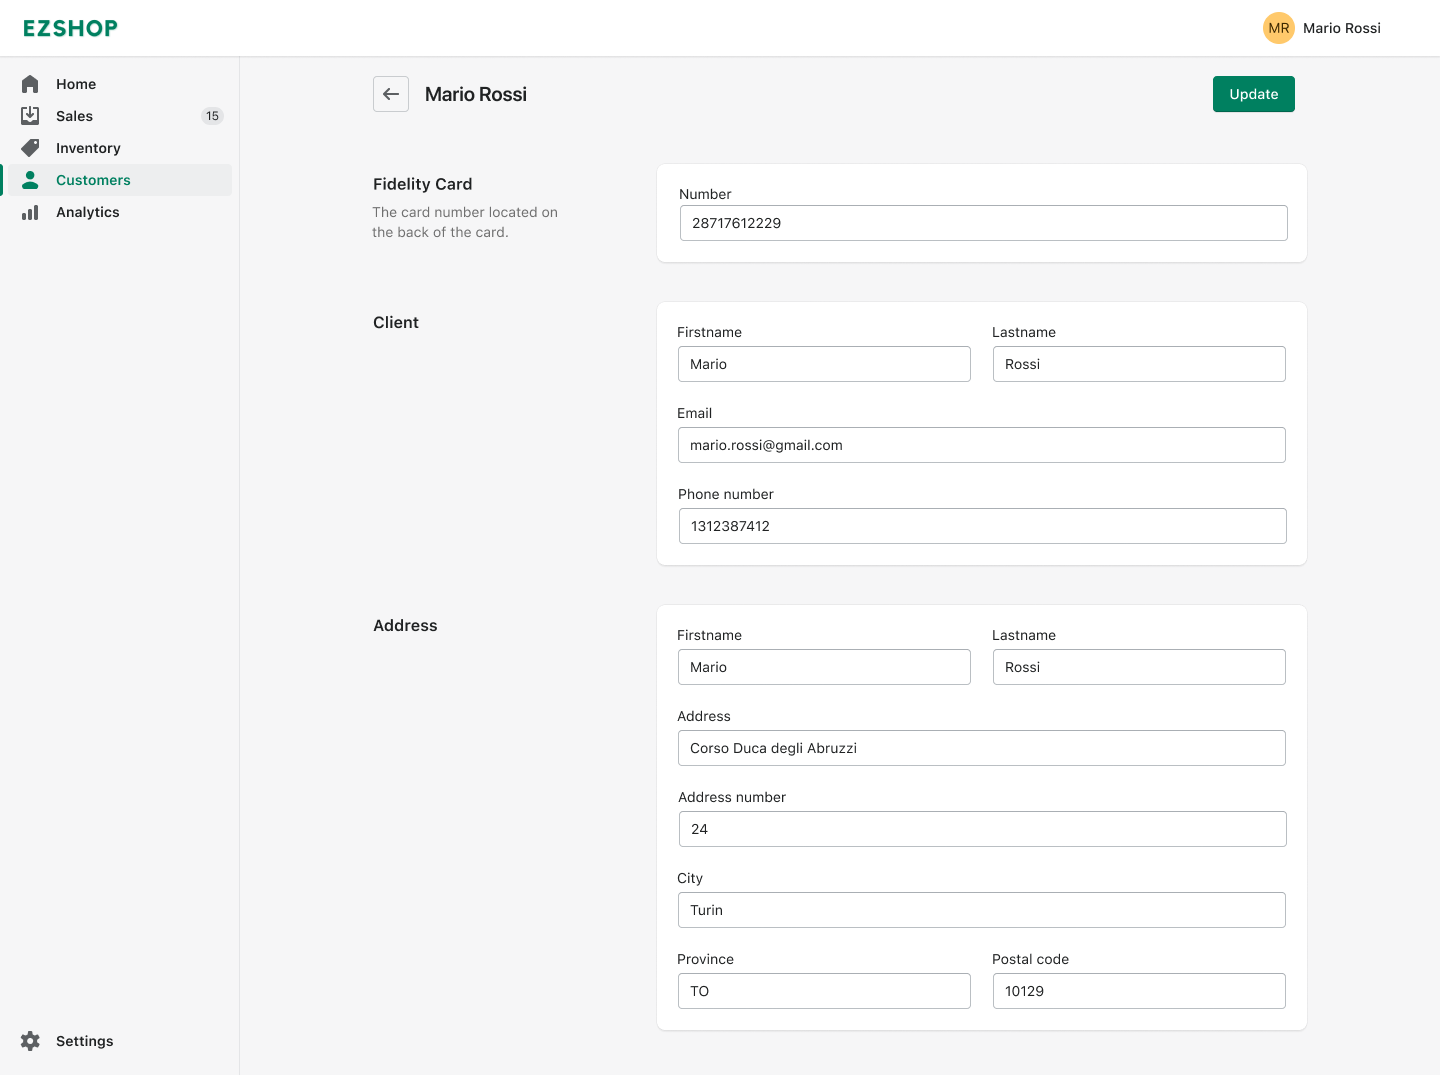 EZSHOP
MR Mario Rossi
Home
Sales 15
Inventory
Customers
Analytics
Settings
Mario Rossi
Update
Fidelity Card
The card number located on
the back of the card.
Number
28717612229
Client
Firstname Lastname
Mario Rossi
Email
mario.rossi@gmail.com
Phone number
1312387412
Address
Firstname Lastname
Mario Rossi
Address
Corso Duca degli Abruzzi
Address number
24
City
Turin
Province Postal code
TO 10129